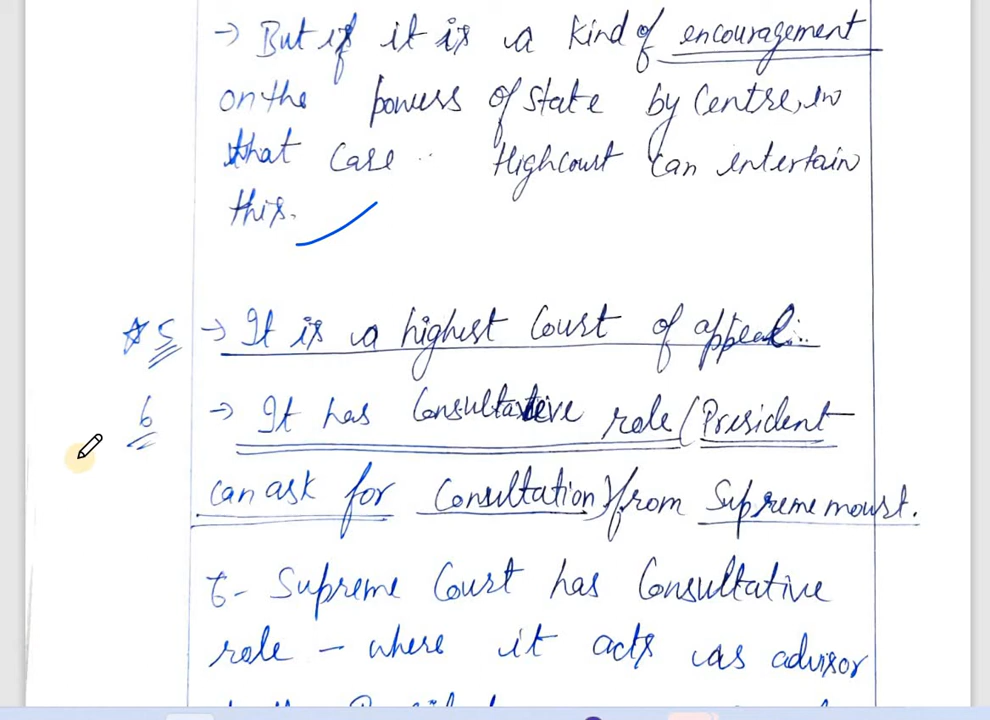 → But if it is a kind of encouragement
on the powers of state by Centre, in
that case.. Highcourt can entertain
this.
☆5 → It is a highest Court of appeal...
6 → It has Consultative role (President
can ask for Consultation) from Supreme mourt.
6- Supreme Court has Consultative
role - where it acts as advisor